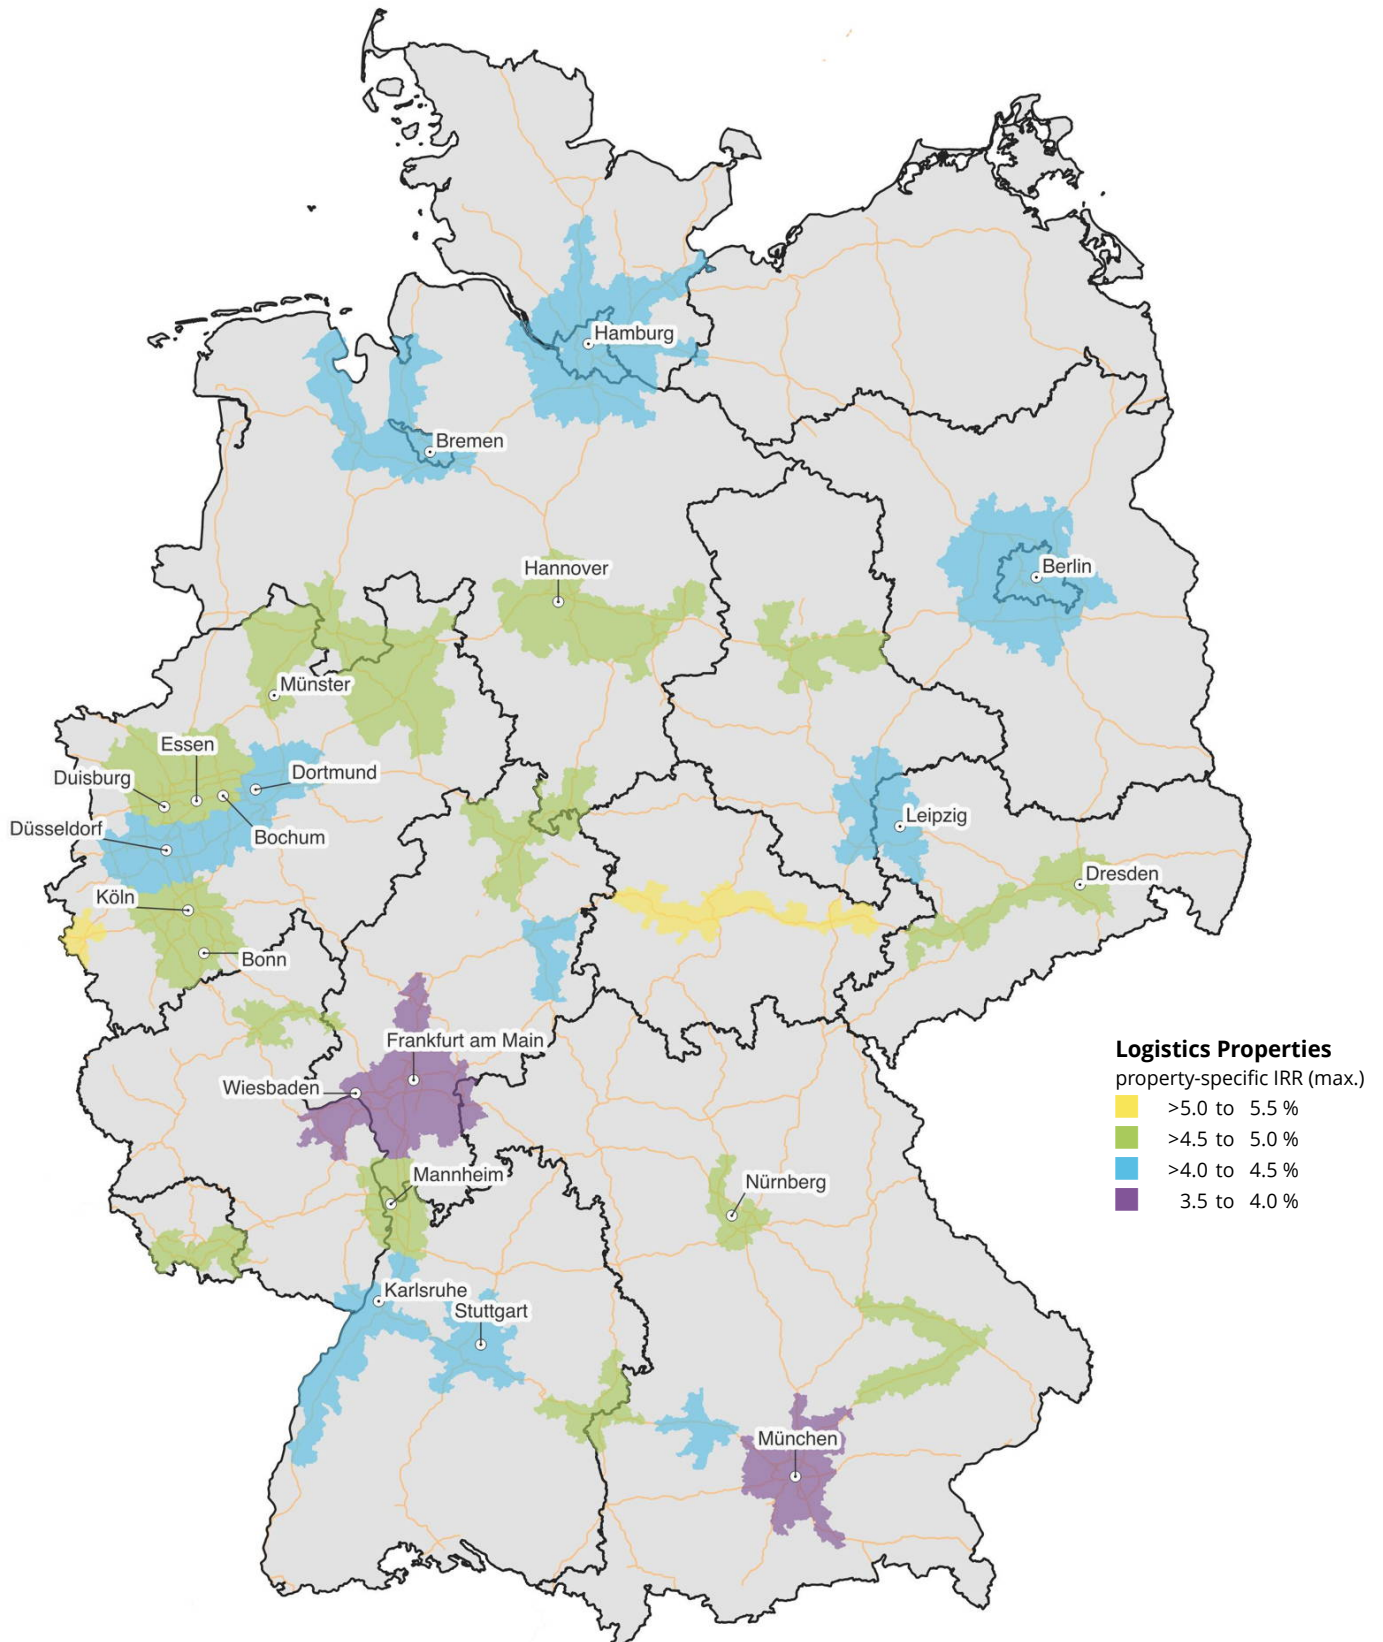 Hamburg
Bremen
Hannover
Berlin
Münster
Essen
Duisburg
Dortmund
Düsseldorf
Bochum
Leipzig
Dresden
Köln
Bonn
Frankfurt am Main
Wiesbaden
Logistics Properties
property-specific IRR (max.)
>5.0 to 5.5 %
>4.5 to 5.0 %
>4.0 to 4.5 %
3.5 to 4.0 %
Mannheim
Nürnberg
Karlsruhe
Stuttgart
München